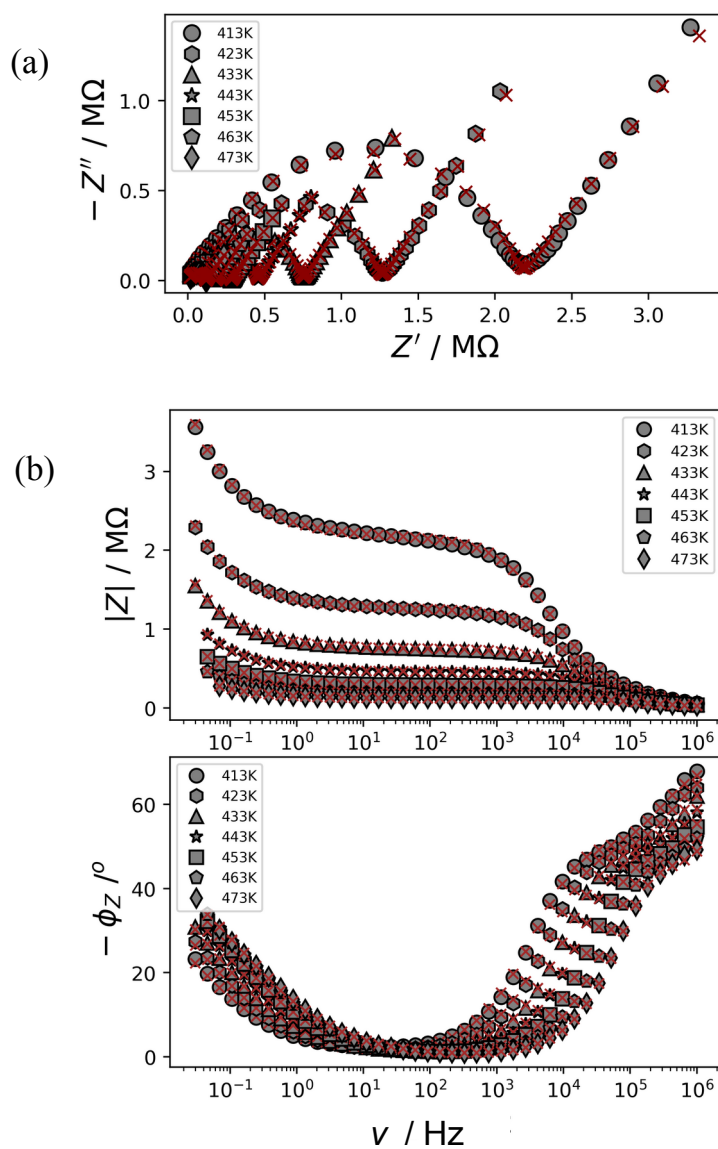 (a)
− Z'' / MΩ
1.0
0.5
0.0
413K
423K
433K
443K
453K
463K
473K
0.0 0.5 1.0 1.5 2.0 2.5 3.0
Z' / MΩ
(b)
|Z| / MΩ
3
2
1
0
413K
423K
433K
443K
453K
463K
473K
10⁻¹ 10⁰ 10¹ 10² 10³ 10⁴ 10⁵ 10⁶
− ϕZ /°
60
40
20
0
413K
423K
433K
443K
453K
463K
473K
10⁻¹ 10⁰ 10¹ 10² 10³ 10⁴ 10⁵ 10⁶
ν / Hz